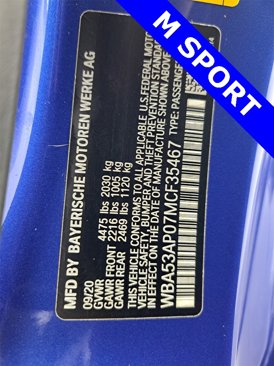 M SPORT
MFD BY BAYERISCHE MOTOREN WERKE AG
09/20
GVWR 4475 lbs 2030 kg
GAWR FRONT 2216 lbs 1005 kg
GAWR REAR 2469 lbs 1120 kg
THIS VEHICLE CONFORMS TO ALL APPLICABLE U.S. FEDERAL MOTOR
VEHICLE SAFETY, BUMPER AND THEFT PREVENTION STANDARDS
IN EFFECT ON THE DATE OF MANUFACTURE SHOWN ABOVE.
WBA53AP07MCF35467 TYPE: PASSENGER